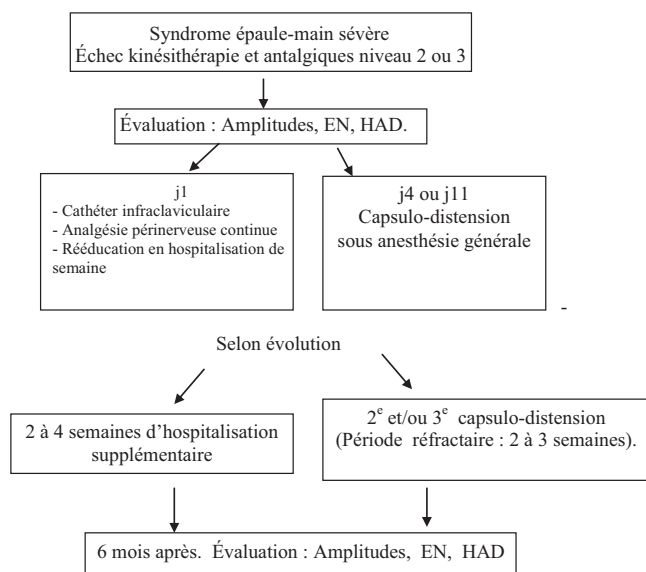 Syndrome épaule-main sévère
Échec kinésithérapie et antalgiques niveau 2 ou 3
Évaluation : Amplitudes, EN, HAD.
j1
- Cathéter infraclaviculaire
- Analgésie périnerveuse continue
- Rééducation en hospitalisation de
semaine
j4 ou j11
Capsulo-distension
sous anesthésie générale
-
Selon évolution
2 à 4 semaines d’hospitalisation
supplémentaire
2e et/ou 3e capsulo-distension
(Période réfractaire : 2 à 3 semaines).
6 mois après. Évaluation : Amplitudes, EN, HAD